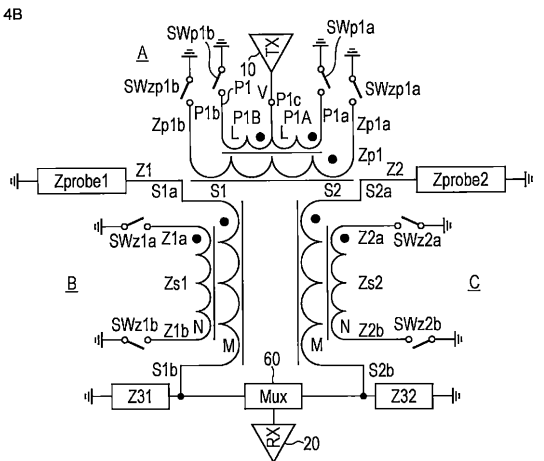 4B
A
SWp1b
10
TX
SWp1a
SWzp1b
P1
V
P1c
SWzp1a
P1b
P1B
P1A
P1a
Zp1b
L
L
Zp1a
Zp1
Zprobe1
Z1
Z2
Zprobe2
S1a
S1
S2
S2a
SWz1a
Z1a
Z2a
SWz2a
B
Zs1
Zs2
C
SWz1b
Z1b
N
M
M
N
Z2b
SWz2b
S1b
60
S2b
Z31
Mux
Z32
RX
20